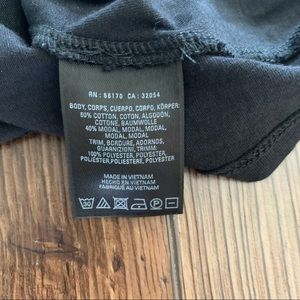 RN : 56170 CA : 32054
BODY, CORPS, CUERPO, CORPO, KÖRPER:
60% COTTON, COTON, ALGODÓN,
COTONE, BAUMWOLLE
40% MODAL, MODAL, MODAL,
MODAL, MODAL
TRIM, BORDURE, ADORNOS,
GUARNIZIONI, TRIMM:
100% POLYESTER, POLYESTER,
POLIÉSTER, POLIESTERE, POLYESTER
MADE IN VIETNAM
HECHO EN VIETNAM
FABRIQUÉ AU VIETNAM
30